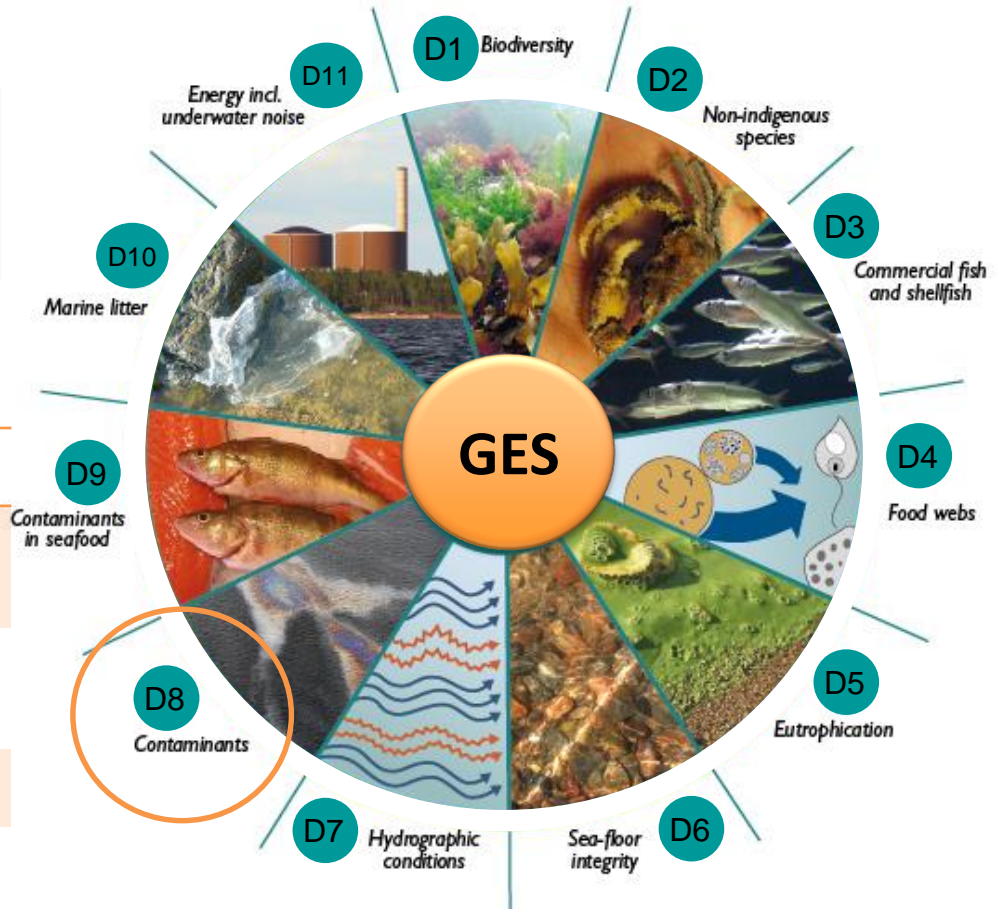 D1
Biodiversity
D2
Non-indigenous
species
D3
Commercial fish
and shellfish
D4
Food webs
D5
Eutrophication
D6
Sea-floor
integrity
D7
Hydrographic
conditions
D8
Contaminants
D9
Contaminants
in seafood
D10
Marine litter
D11
Energy incl.
underwater noise
GES